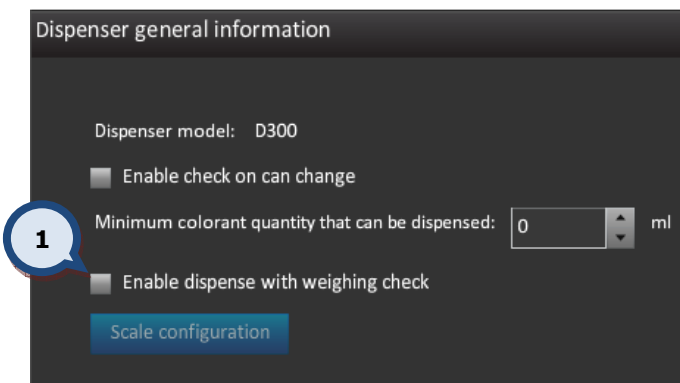 Dispenser general information
Dispenser model: D300
Enable check on can change
Minimum colorant quantity that can be dispensed: 0 ml
1
Enable dispense with weighing check
Scale configuration